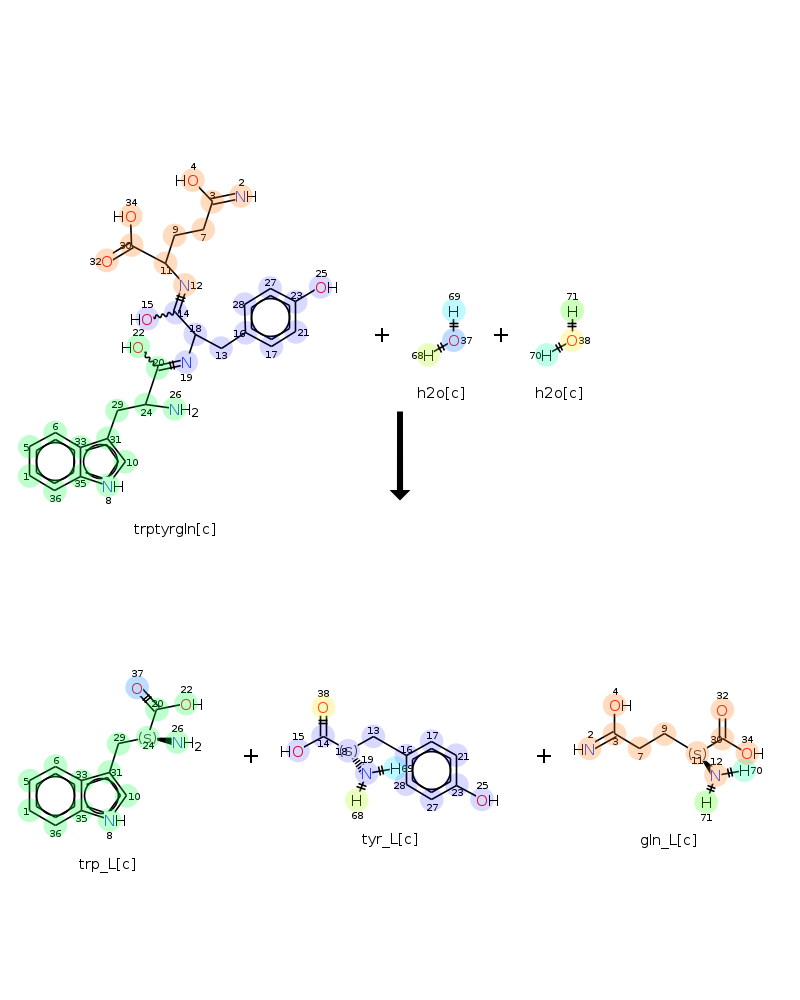 4
HO
3
2
NH
34
HO
9
7
30
32
O
11
N
12
25
OH
27
23
28
15
HO
14
18
16
21
22
HO
13
17
20
N
19
69
H
O
37
68
H
+
71
H
O
38
70
H
+
26
29
24
NH2
6
31
5
33
10
1
35
NH
8
36
h2o[c]
h2o[c]
trptyrgln[c]
37
O
22
OH
20
26
29
(S)
24
NH2
6
31
5
33
10
1
35
NH
8
36
trp_L[c]
+
38
O
15
HO
14
13
(S)
18
17
16
21
19
N
H
69
28
23
25
OH
27
H
68
tyr_L[c]
+
4
OH
32
O
2
HN
3
9
30
34
OH
7
(S)
11
12
N
H
70
H
71
gln_L[c]